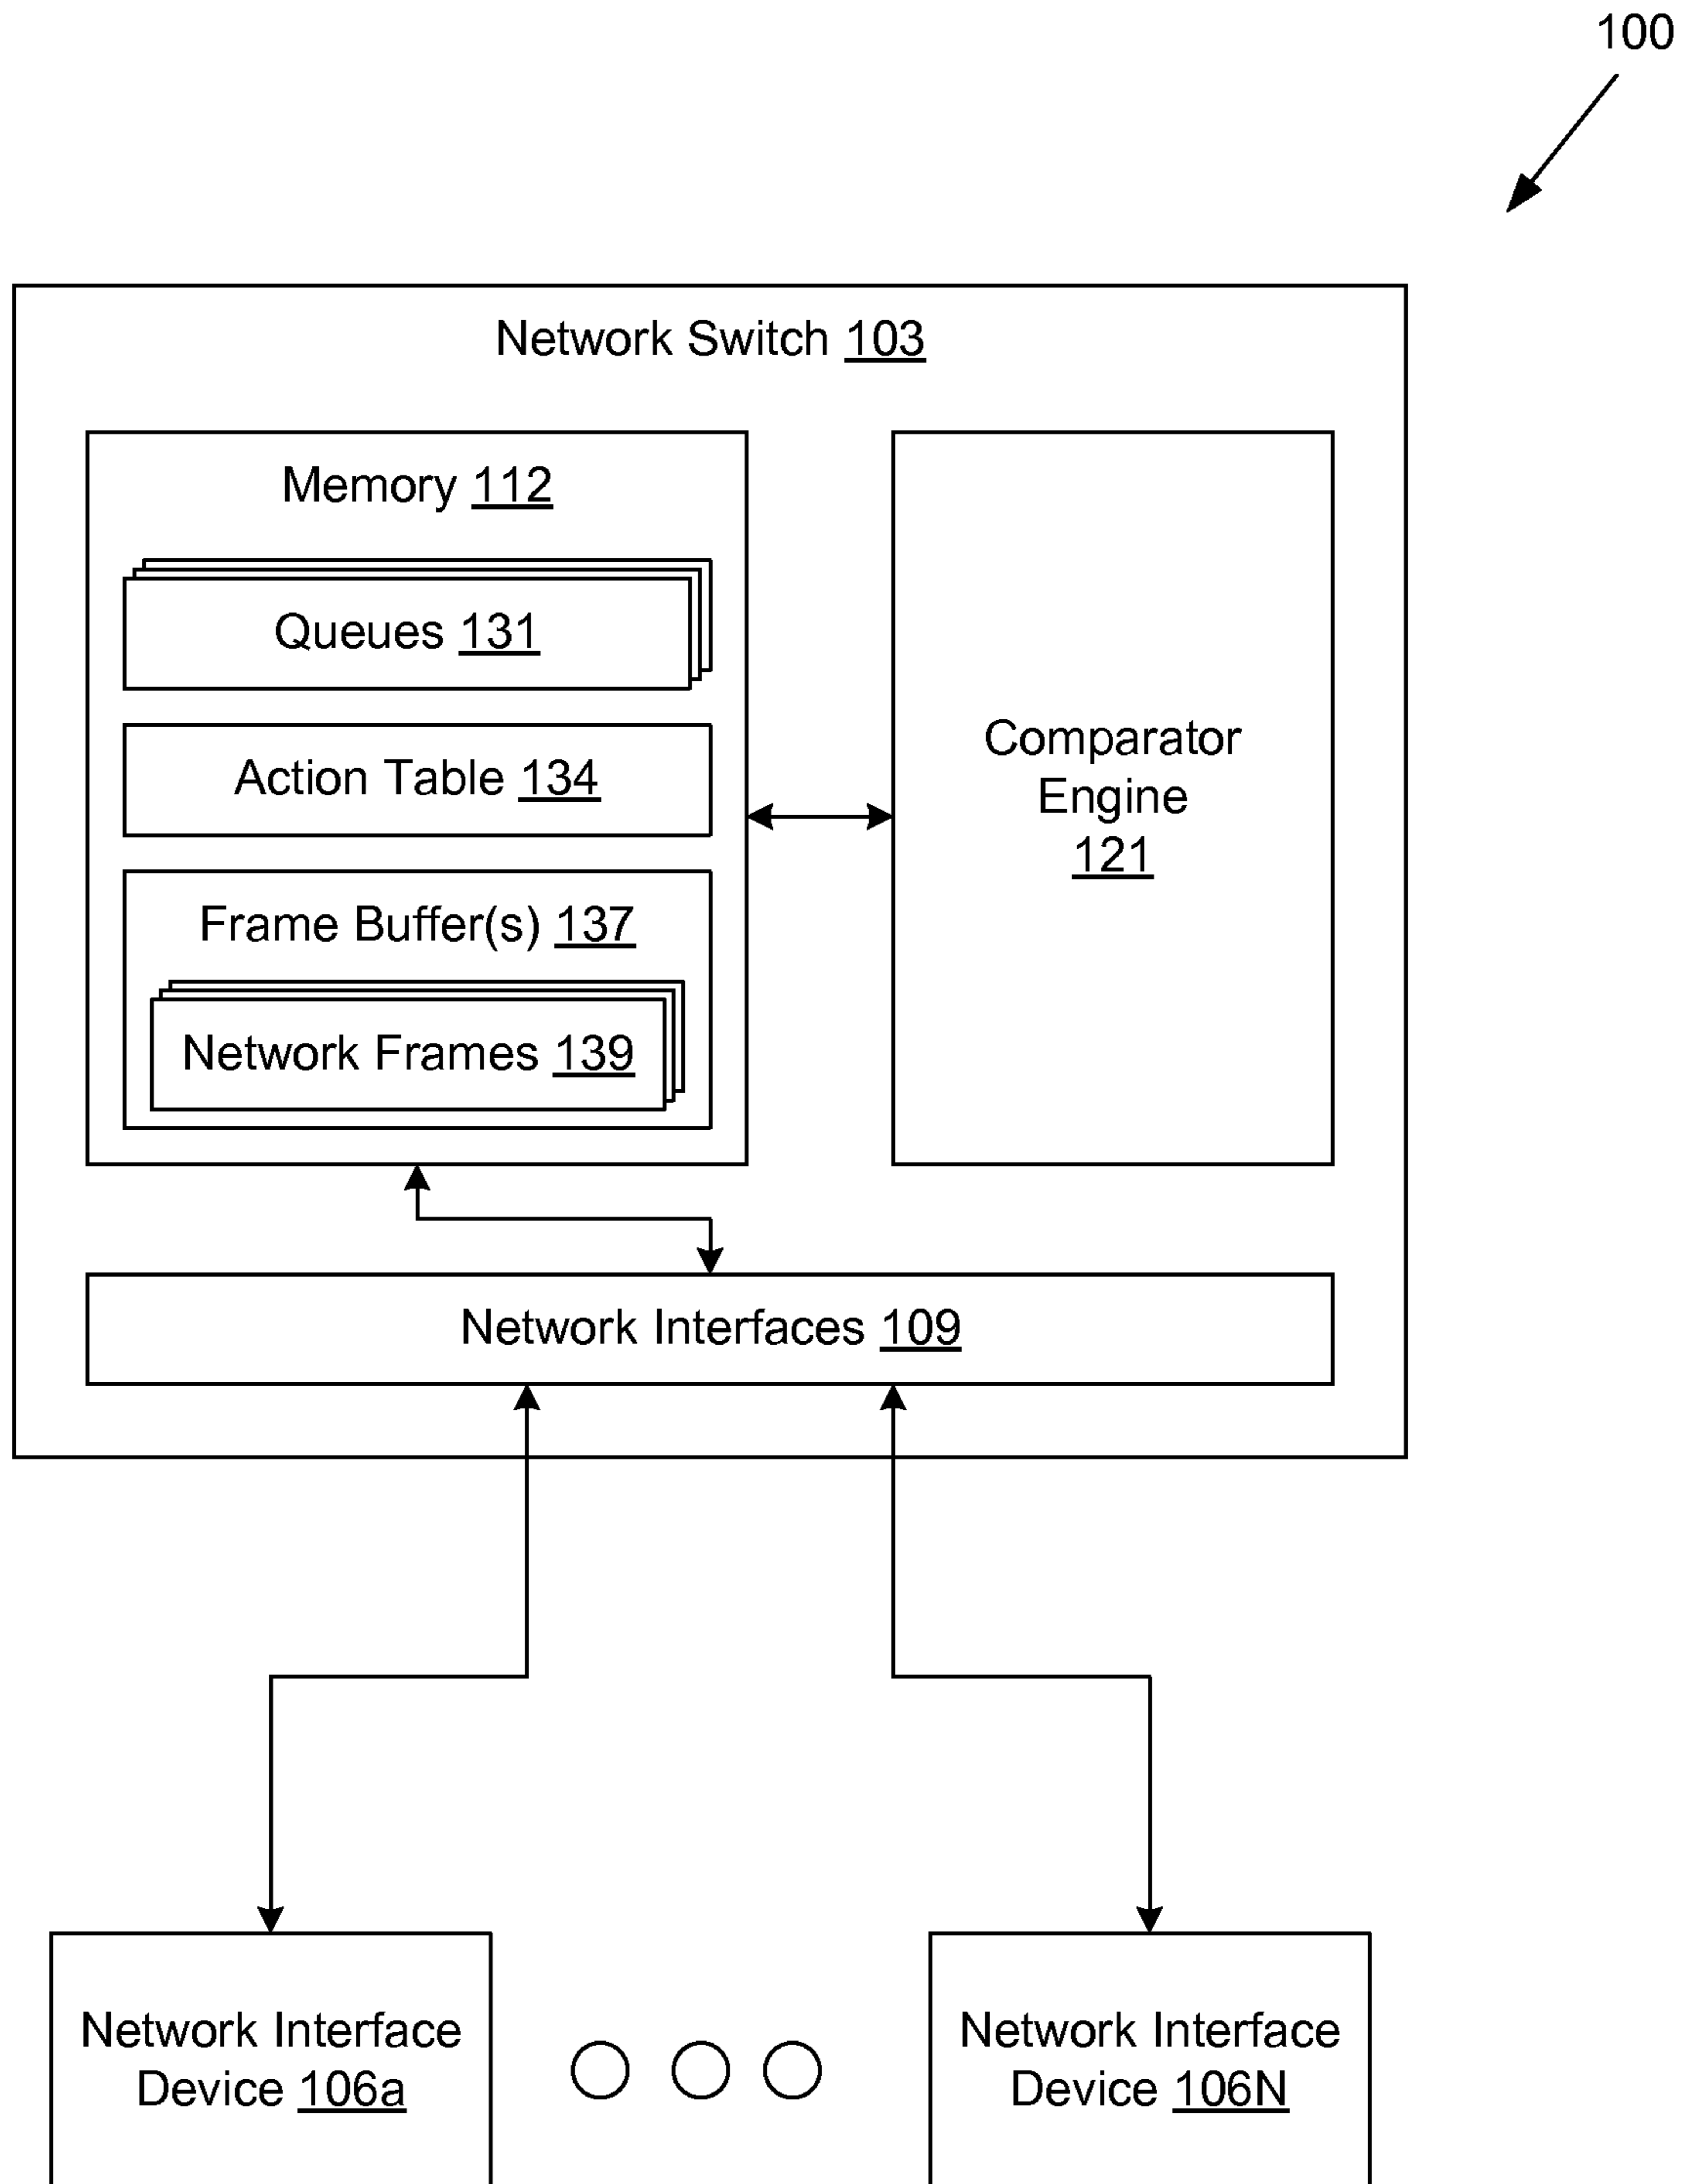 100
Network Switch 103
Memory 112
Queues 131
Action Table 134
Frame Buffer(s) 137
Network Frames 139
Comparator
Engine
121
Network Interfaces 109
Network Interface
Device 106a
Network Interface
Device 106N